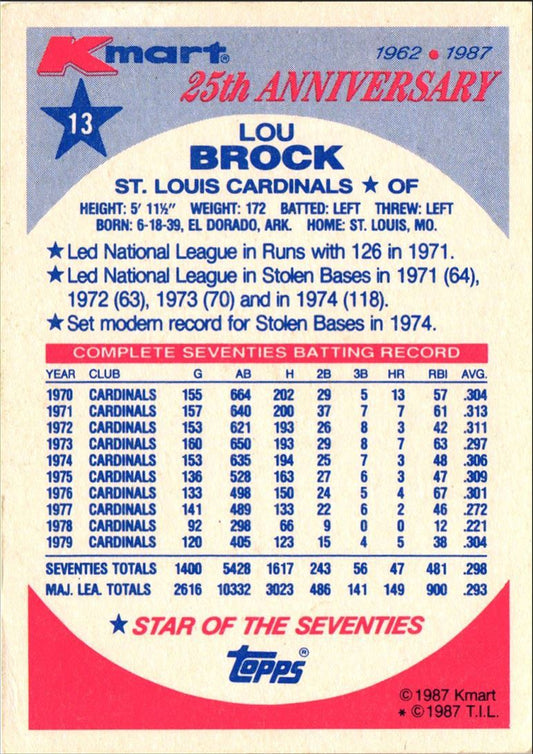 Kmart® 1962 • 1987
25th ANNIVERSARY
13
LOU
BROCK
ST. LOUIS CARDINALS ★ OF
HEIGHT: 5' 11½" WEIGHT: 172 BATTED: LEFT THREW: LEFT
BORN: 6-18-39, EL DORADO, ARK. HOME: ST. LOUIS, MO.
★ Led National League in Runs with 126 in 1971.
★ Led National League in Stolen Bases in 1971 (64),
1972 (63), 1973 (70) and in 1974 (118).
★ Set modern record for Stolen Bases in 1974.
COMPLETE SEVENTIES BATTING RECORD
YEAR CLUB G AB H 2B 3B HR RBI AVG.
1970 CARDINALS 155 664 202 29 5 13 57 .304
1971 CARDINALS 157 640 200 37 7 7 61 .313
1972 CARDINALS 153 621 193 26 8 3 42 .311
1973 CARDINALS 160 650 193 29 8 7 63 .297
1974 CARDINALS 153 635 194 25 7 3 48 .306
1975 CARDINALS 136 528 163 27 6 3 47 .309
1976 CARDINALS 133 498 150 24 5 4 67 .301
1977 CARDINALS 141 489 133 22 6 2 46 .272
1978 CARDINALS 92 298 66 9 0 0 12 .221
1979 CARDINALS 120 405 123 15 4 5 38 .304
SEVENTIES TOTALS 1400 5428 1617 243 56 47 481 .298
MAJ. LEA. TOTALS 2616 10332 3023 486 141 149 900 .293
★ STAR OF THE SEVENTIES
Topps®
© 1987 Kmart
* © 1987 T.I.L.